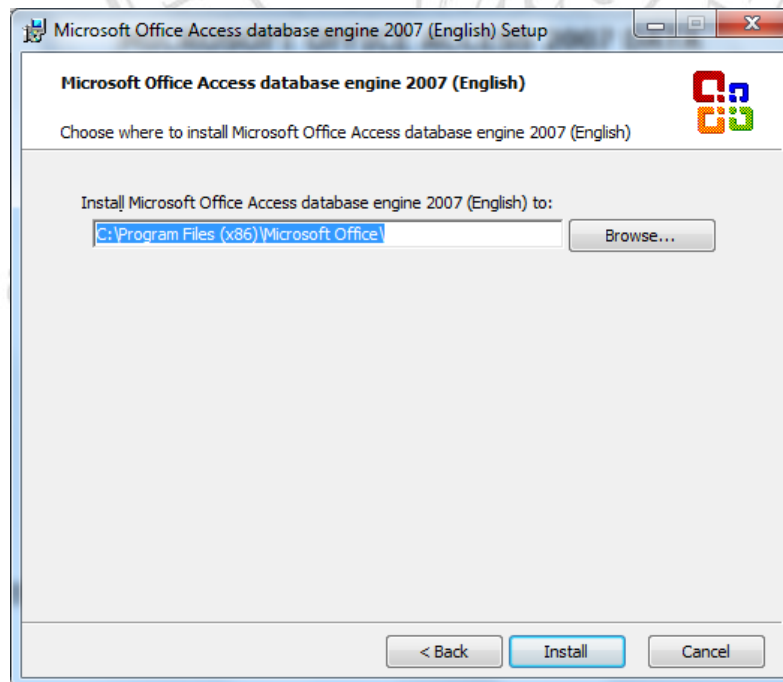 Microsoft Office Access database engine 2007 (English) Setup
Microsoft Office Access database engine 2007 (English)
Choose where to install Microsoft Office Access database engine 2007 (English)
Install Microsoft Office Access database engine 2007 (English) to:
C:\Program Files (x86)\Microsoft Office\
Browse...
< Back
Install
Cancel